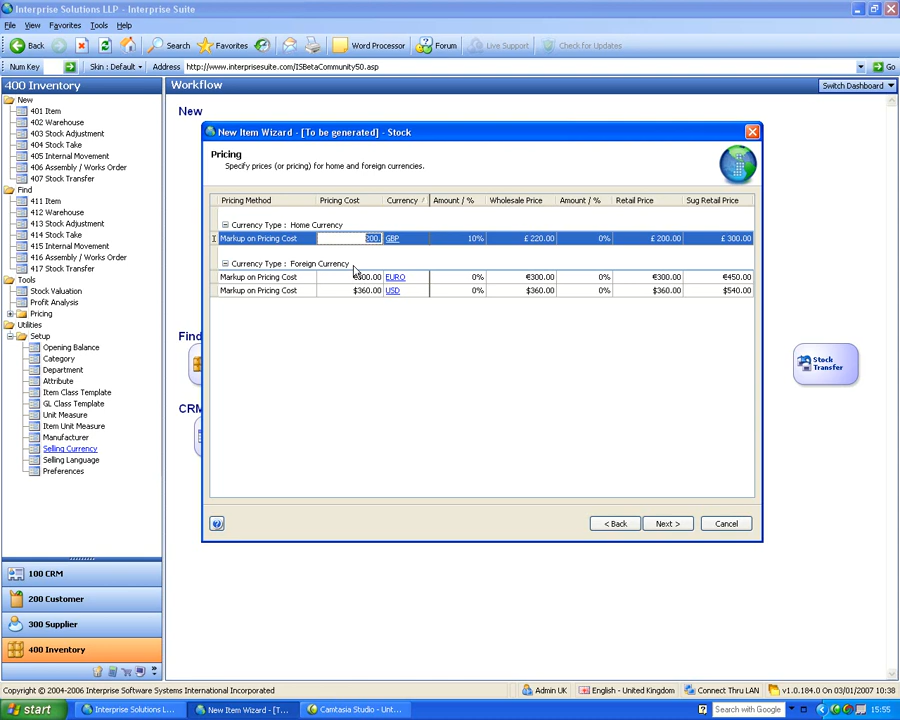 Interprise Solutions LLP - Interprise Suite
File View Favorites Tools Help
Back Search Favorites Word Processor Forum Live Support Check for Updates
Num Key Skin : Default Address http://www.interprisesuite.com/ISBetaCommunity50.asp Go
400 Inventory
New
401 Item
402 Warehouse
403 Stock Adjustment
404 Stock Take
405 Internal Movement
406 Assembly / Works Order
407 Stock Transfer
Find
411 Item
412 Warehouse
413 Stock Adjustment
414 Stock Take
415 Internal Movement
416 Assembly / Works Order
417 Stock Transfer
Tools
Stock Valuation
Profit Analysis
Pricing
Utilities
Setup
Opening Balance
Category
Department
Attribute
Item Class Template
GL Class Template
Unit Measure
Item Unit Measure
Manufacturer
Selling Currency
Selling Language
Preferences
100 CRM
200 Customer
300 Supplier
400 Inventory
Workflow Switch Dashboard
New
Find
CRM
Stock
Transfer
New Item Wizard - [To be generated] - Stock
Pricing
Specify prices (or pricing) for home and foreign currencies.
Pricing Method Pricing Cost Currency Amount / % Wholesale Price Amount / % Retail Price Sug Retail Price
Currency Type : Home Currency
Markup on Pricing Cost 200. GBP 10% £ 220.00 0% £ 200.00 £ 300.00
Currency Type : Foreign Currency
Markup on Pricing Cost €300.00 EURO 0% €300.00 0% €300.00 €450.00
Markup on Pricing Cost $360.00 USD 0% $360.00 0% $360.00 $540.00
< Back Next > Cancel
Copyright © 2004-2006 Interprise Software Systems International Incorporated Admin UK English - United Kingdom Connect Thru LAN v1.0.184.0 On 03/01/2007 10:38
start Interprise Solutions L... New Item Wizard - [T... Camtasia Studio - Unt... Search with Google 15:55